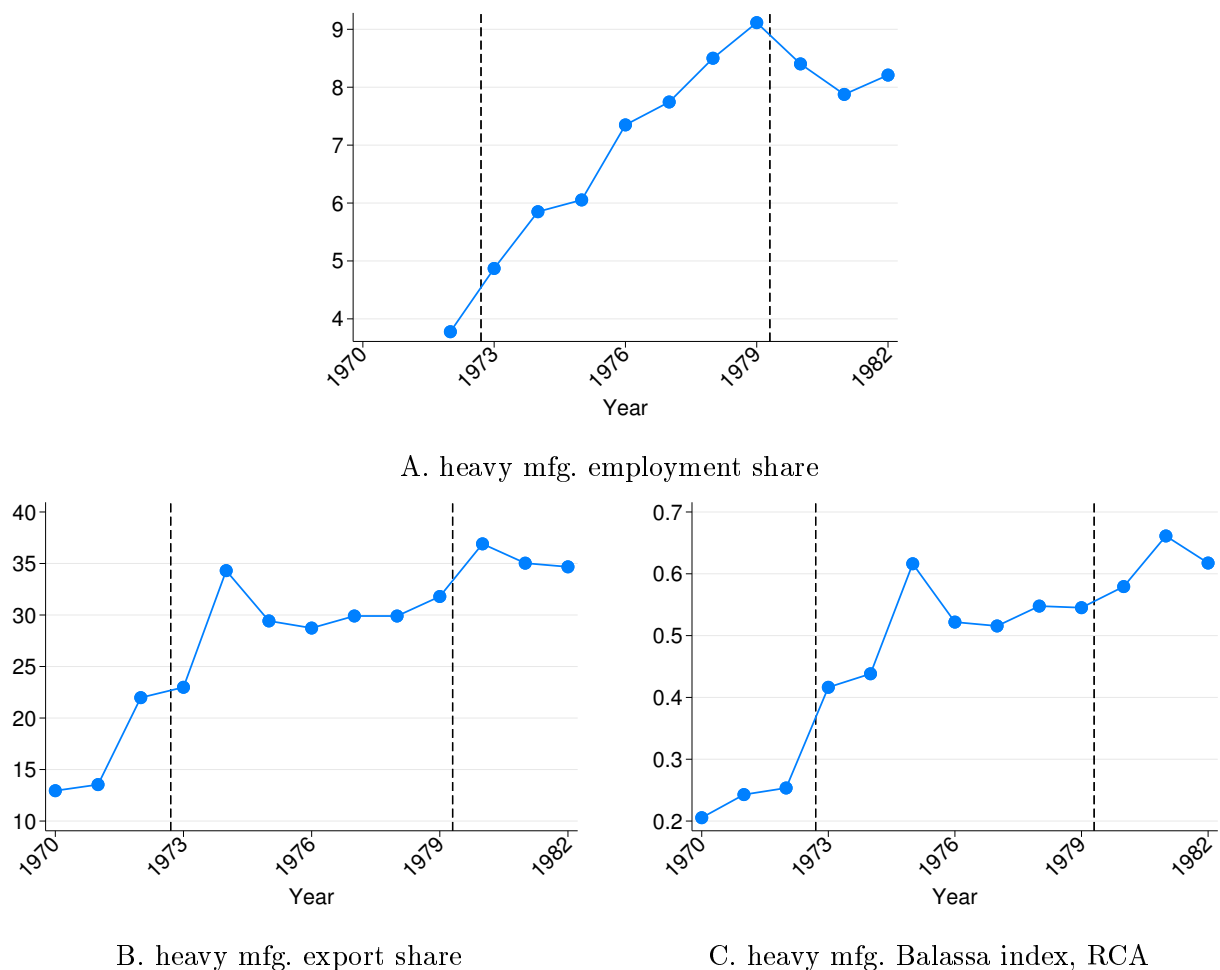 9
8
7
6
5
4
1970 1973 1976 1979 1982
Year
A. heavy mfg. employment share
40
35
30
25
20
15
10
1970 1973 1976 1979 1982
Year
B. heavy mfg. export share
0.7
0.6
0.5
0.4
0.3
0.2
1970 1973 1976 1979 1982
Year
C. heavy mfg. Balassa index, RCA